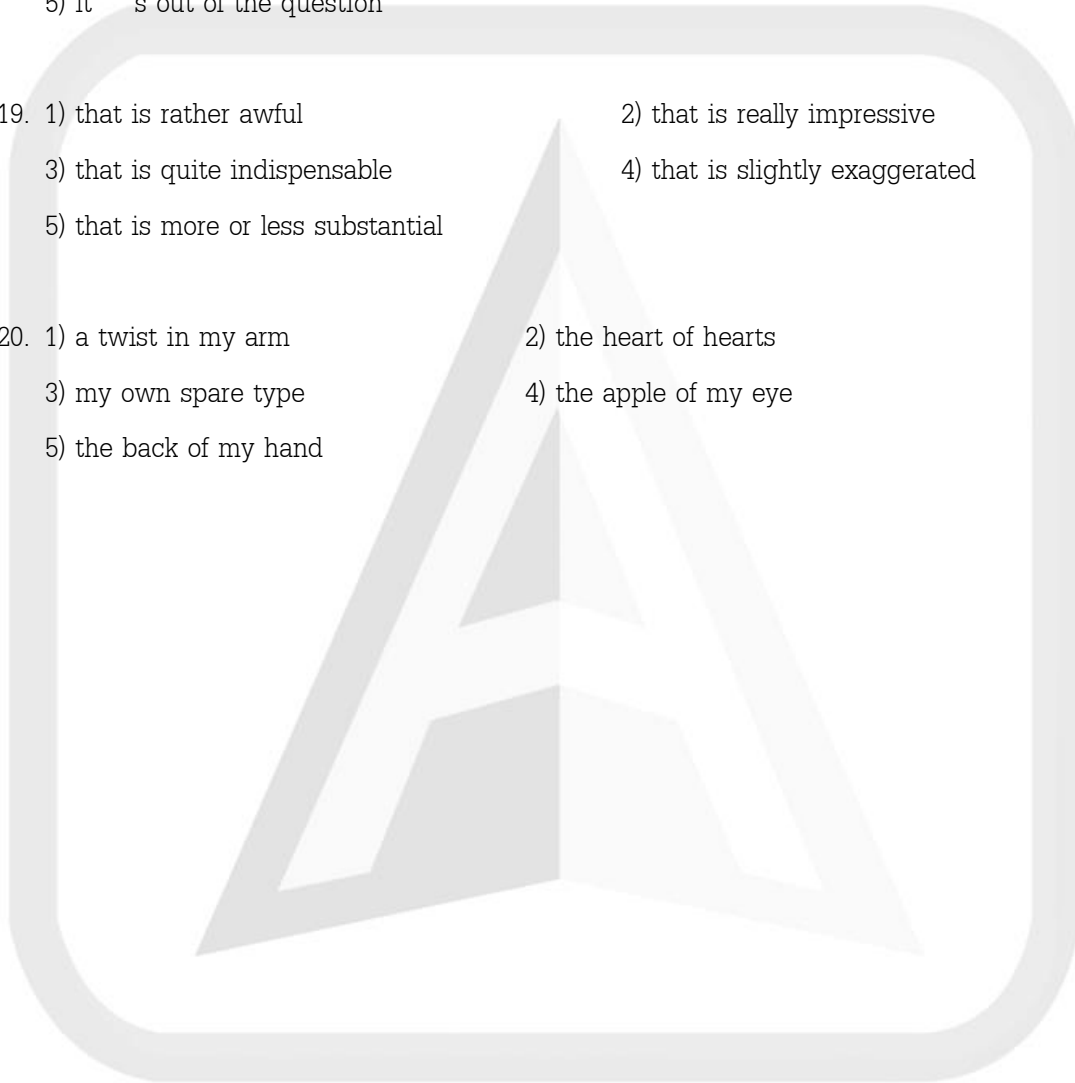 5) it s out of the question
19. 1) that is rather awful 2) that is really impressive
3) that is quite indispensable 4) that is slightly exaggerated
5) that is more or less substantial
20. 1) a twist in my arm 2) the heart of hearts
3) my own spare type 4) the apple of my eye
5) the back of my hand